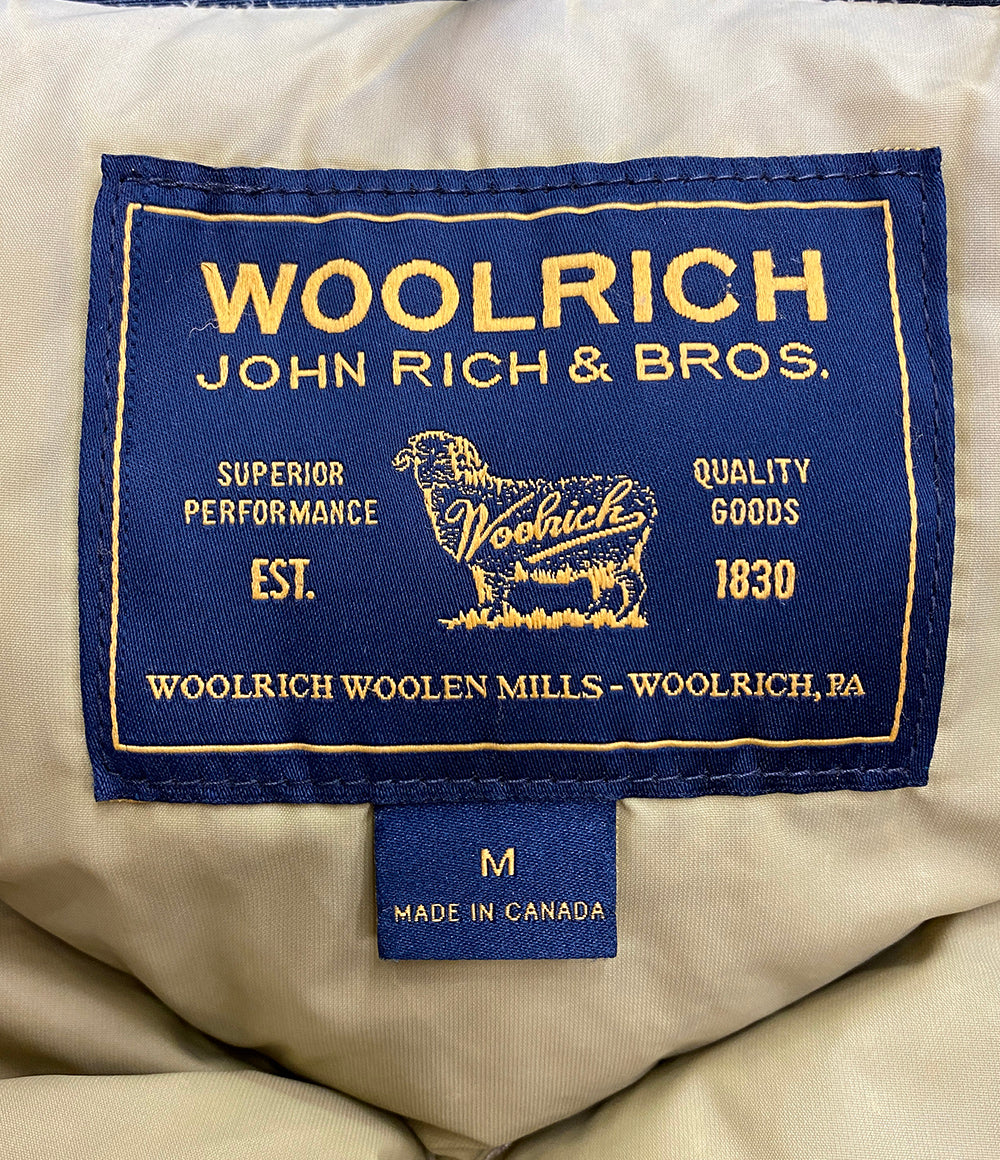 WOOLRICH
JOHN RICH & BROS.
SUPERIOR
PERFORMANCE
EST.
Woolrich
QUALITY
GOODS
1830
WOOLRICH WOOLEN MILLS - WOOLRICH, PA
M
MADE IN CANADA